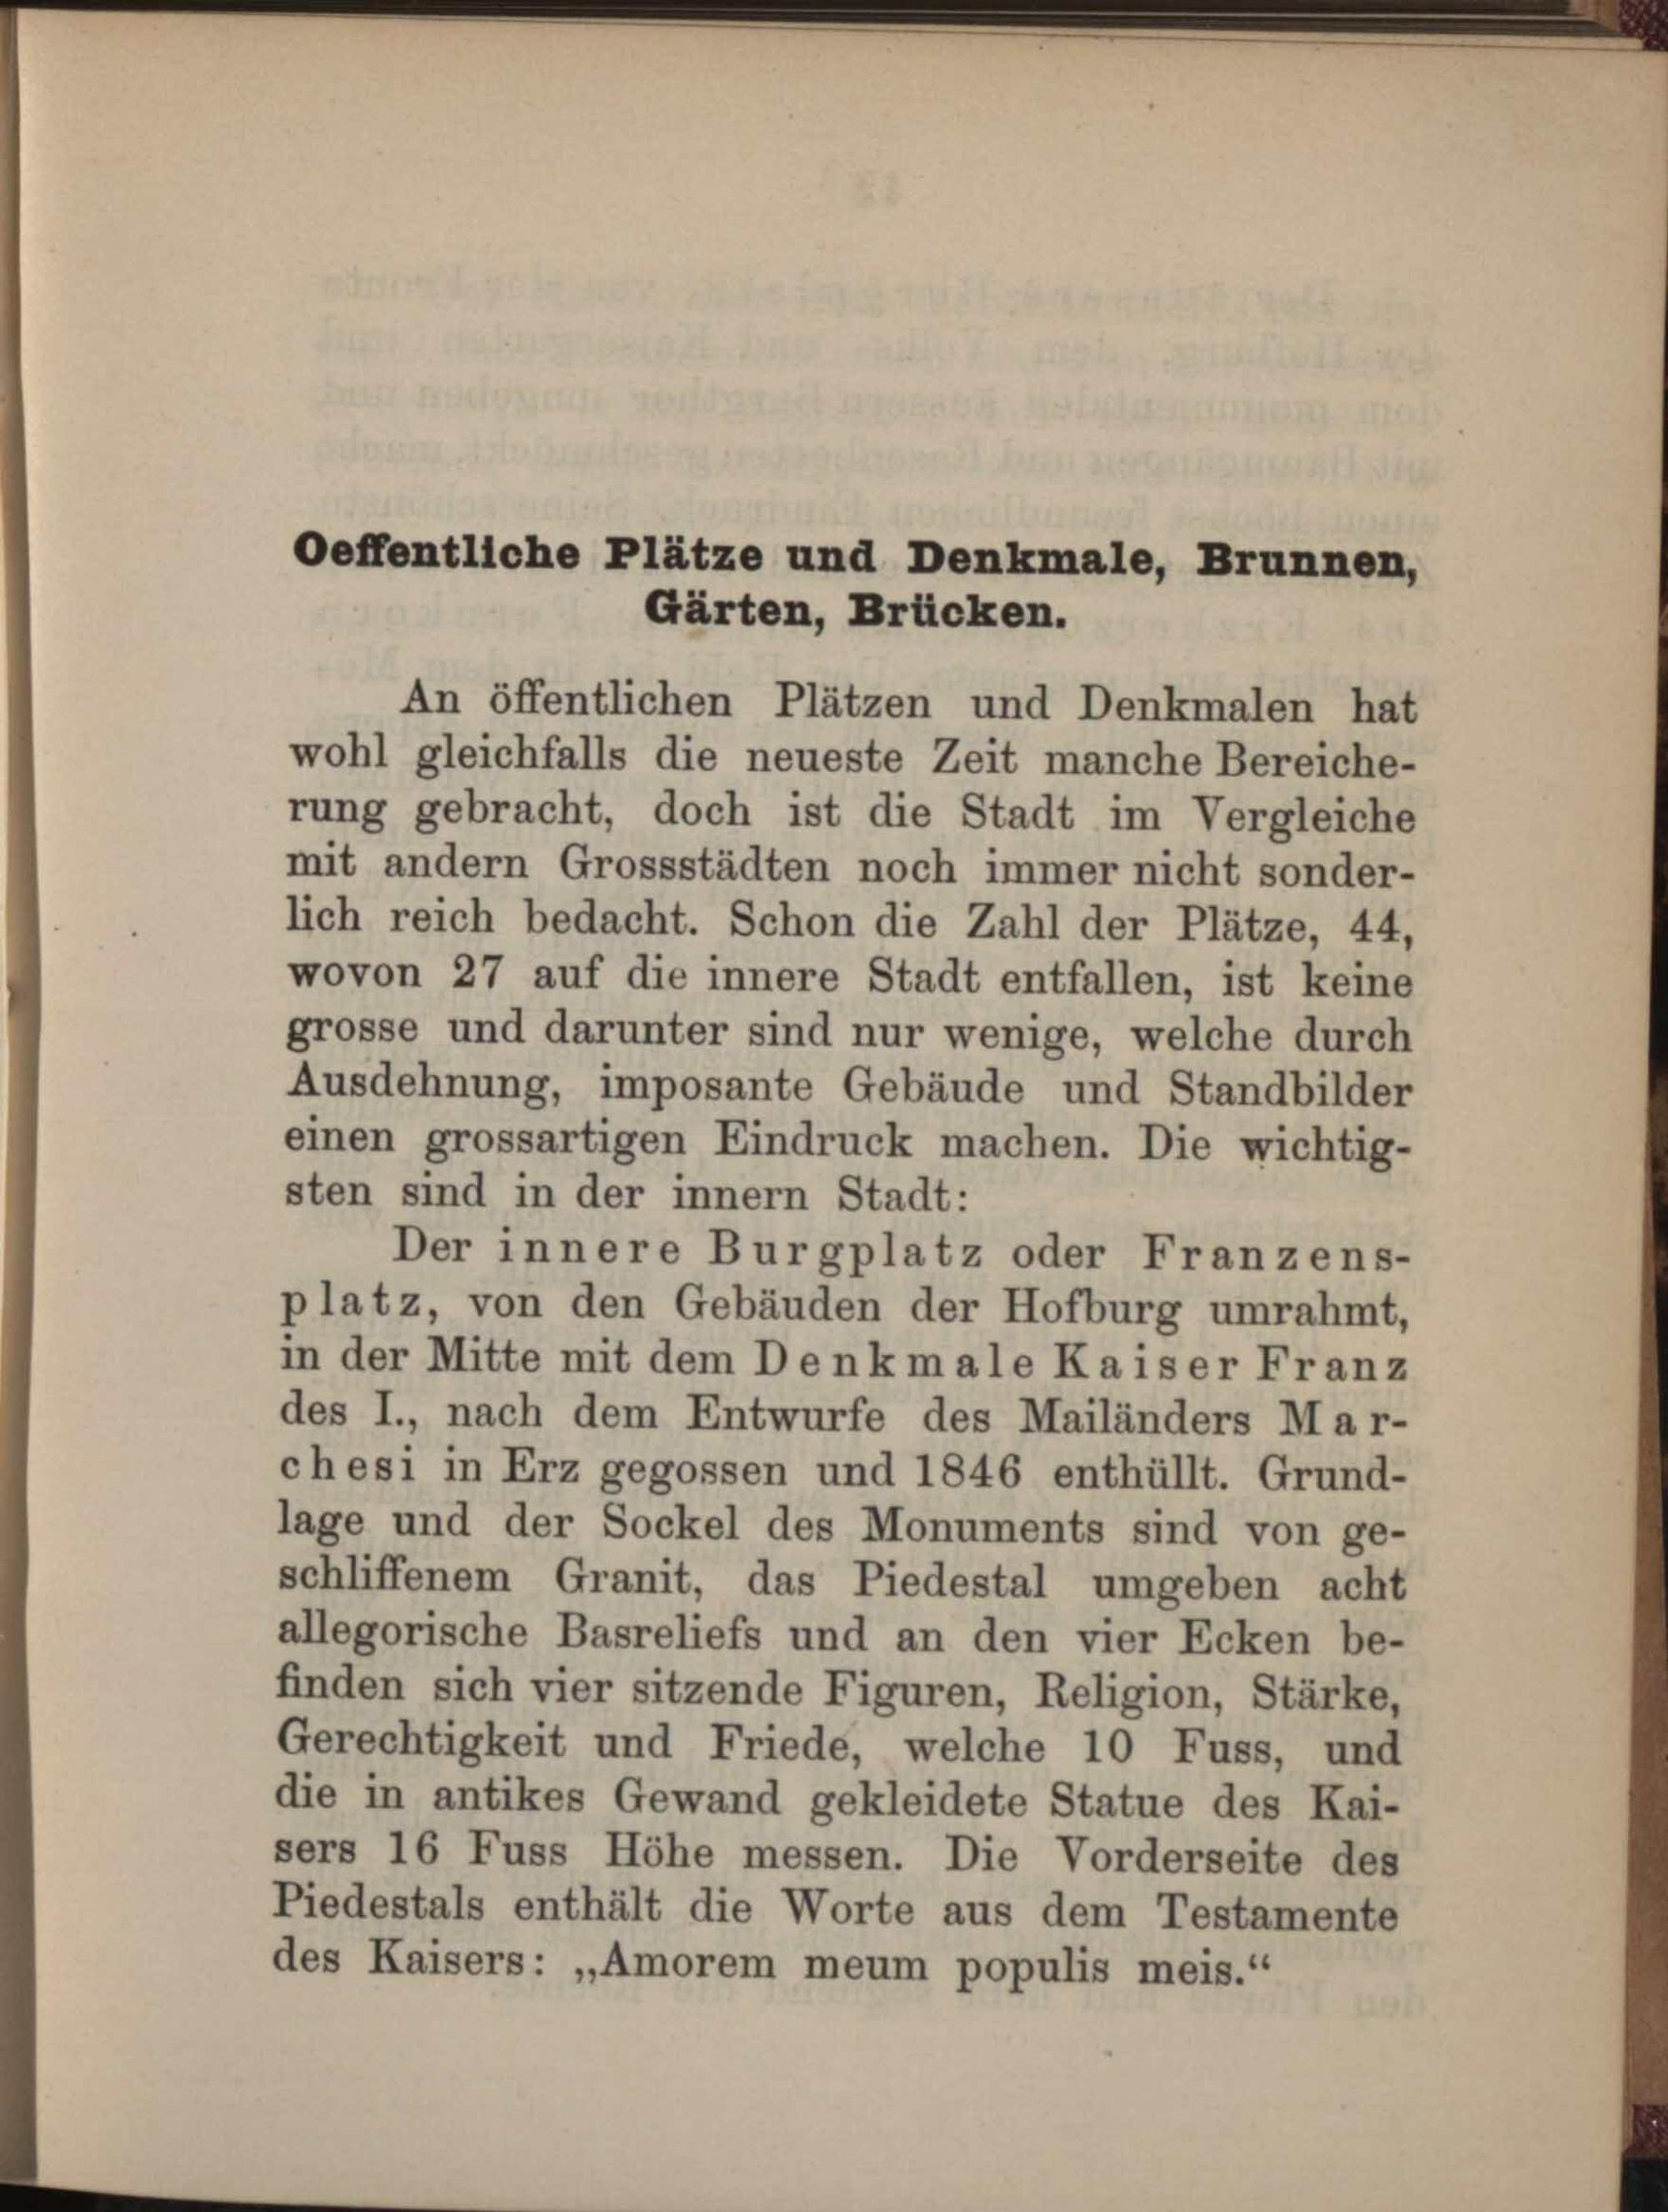 Oeffentliche Plätze und Denkmale, Brunnen,
Gärten, Brücken.
An öffentlichen Plätzen und Denkmalen hat
wohl gleichfalls die neueste Zeit manche Bereiche-
rung gebracht, doch ist die Stadt im Vergleiche
mit andern Grossstädten noch immer nicht sonder-
lich reich bedacht. Schon die Zahl der Plätze, 44,
wovon 27 auf die innere Stadt entfallen, ist keine
grosse und darunter sind nur wenige, welche durch
Ausdehnung, imposante Gebäude und Standbilder
einen grossartigen Eindruck machen. Die wichtig-
sten sind in der innern Stadt:
Der innere Burgplatz oder Franzens-
platz, von den Gebäuden der Hofburg umrahmt,
in der Mitte mit dem Denkmale Kaiser Franz
des I., nach dem Entwurfe des Mailänders Mar-
chesi in Erz gegossen und 1846 enthüllt. Grund-
lage und der Sockel des Monuments sind von ge-
schliffenem Granit, das Piedestal umgeben acht
allegorische Basreliefs und an den vier Ecken be-
finden sich vier sitzende Figuren, Religion, Stärke,
Gerechtigkeit und Friede, welche 10 Fuss, und
die in antikes Gewand gekleidete Statue des Kai-
sers 16 Fuss Höhe messen. Die Vorderseite des
Piedestals enthält die Worte aus dem Testamente
des Kaisers: „Amorem meum populis meis.“